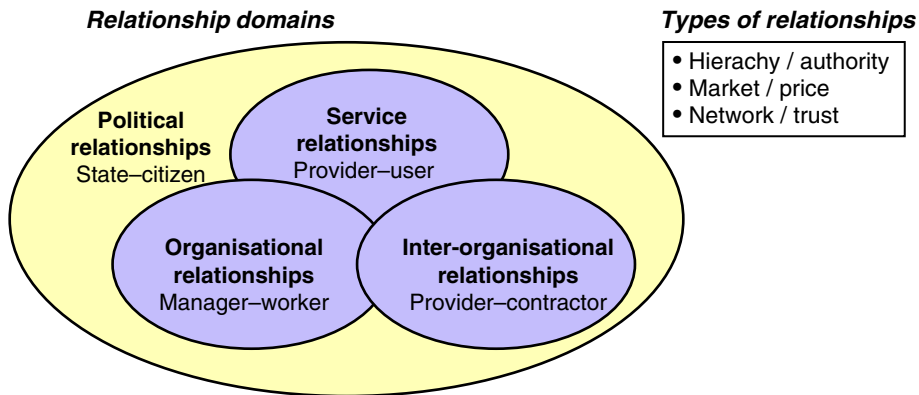 Relationship domains
Types of relationships
• Hierachy / authority
• Market / price
• Network / trust
Political
relationships
State–citizen
Service
relationships
Provider–user
Organisational
relationships
Manager–worker
Inter-organisational
relationships
Provider–contractor